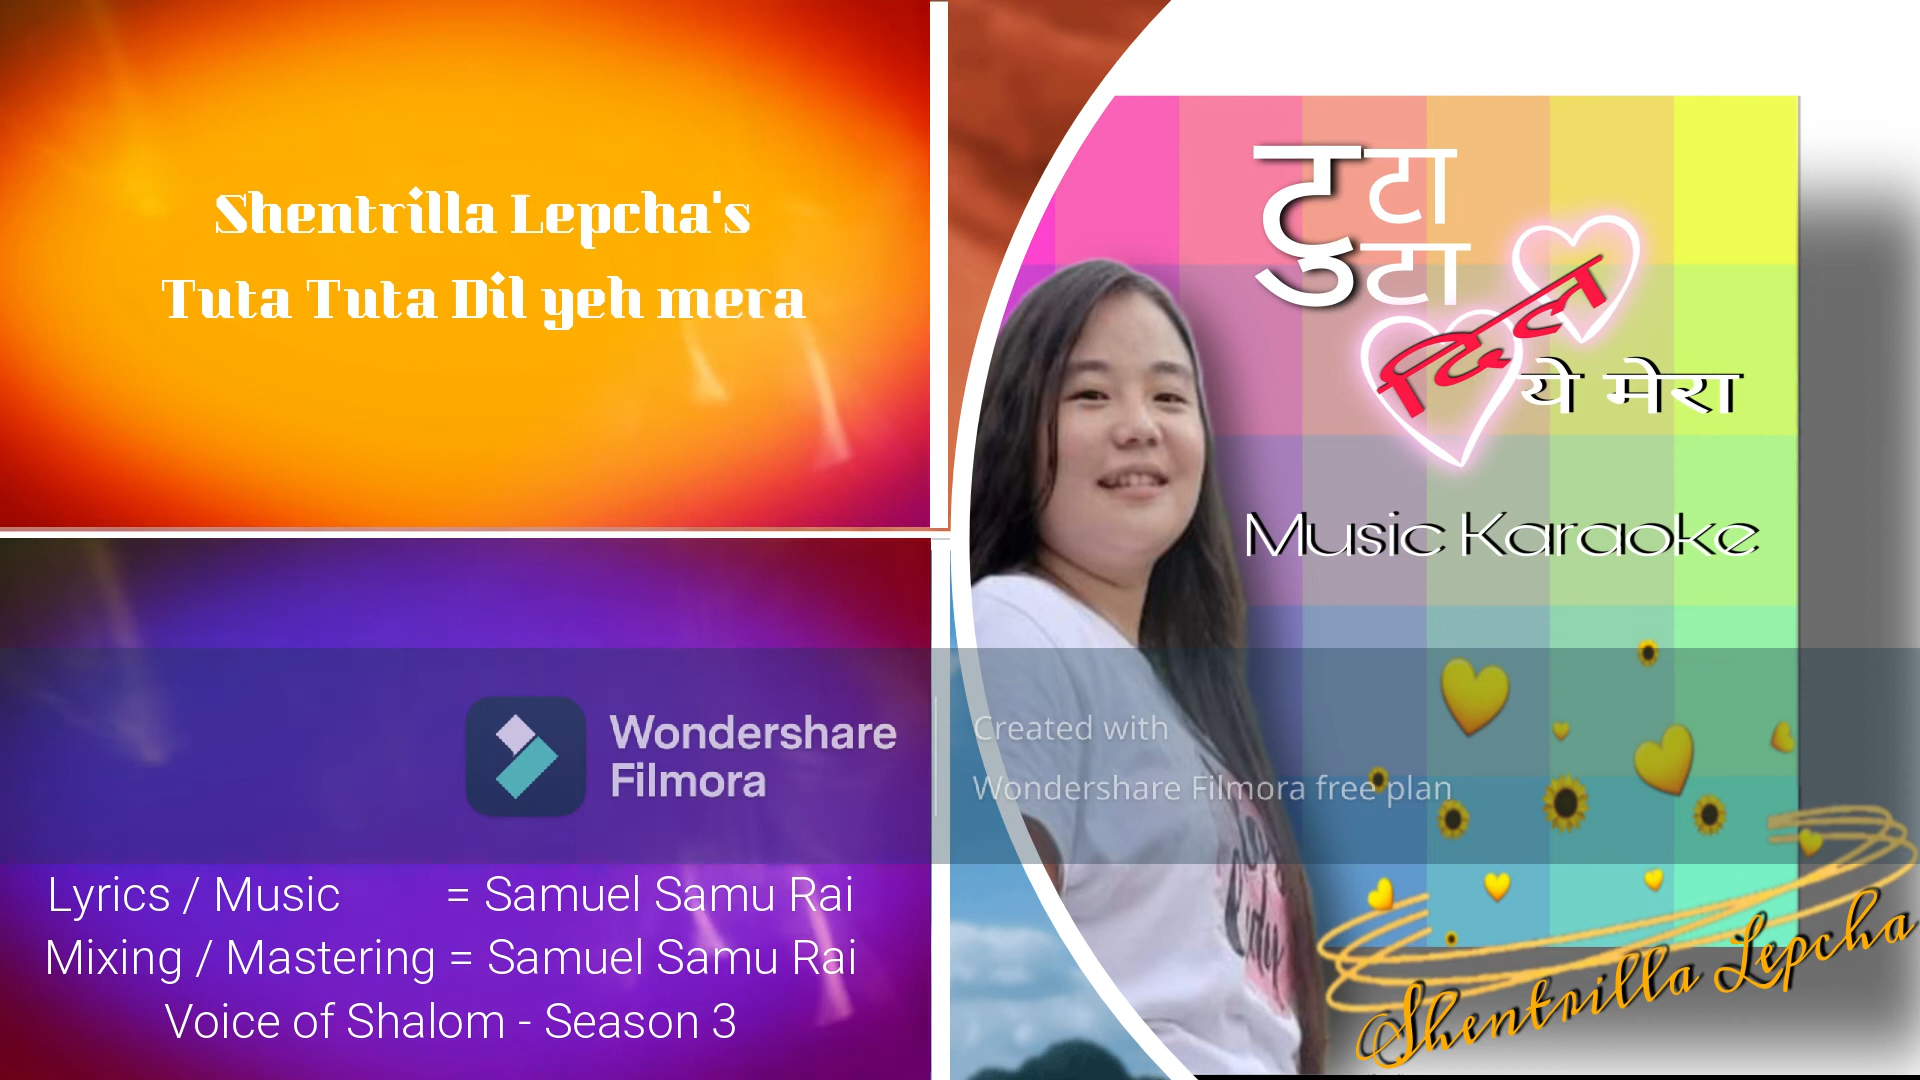 Shentrilla Lepcha's
Tuta Tuta Dil yeh mera
टुटा
टा
दिल
ये मेरा
Music Karaoke
Wondershare
Filmora
Created with
Wondershare Filmora free plan
Lyrics / Music = Samuel Samu Rai
Mixing / Mastering = Samuel Samu Rai
Voice of Shalom - Season 3
Shentrilla Lepcha